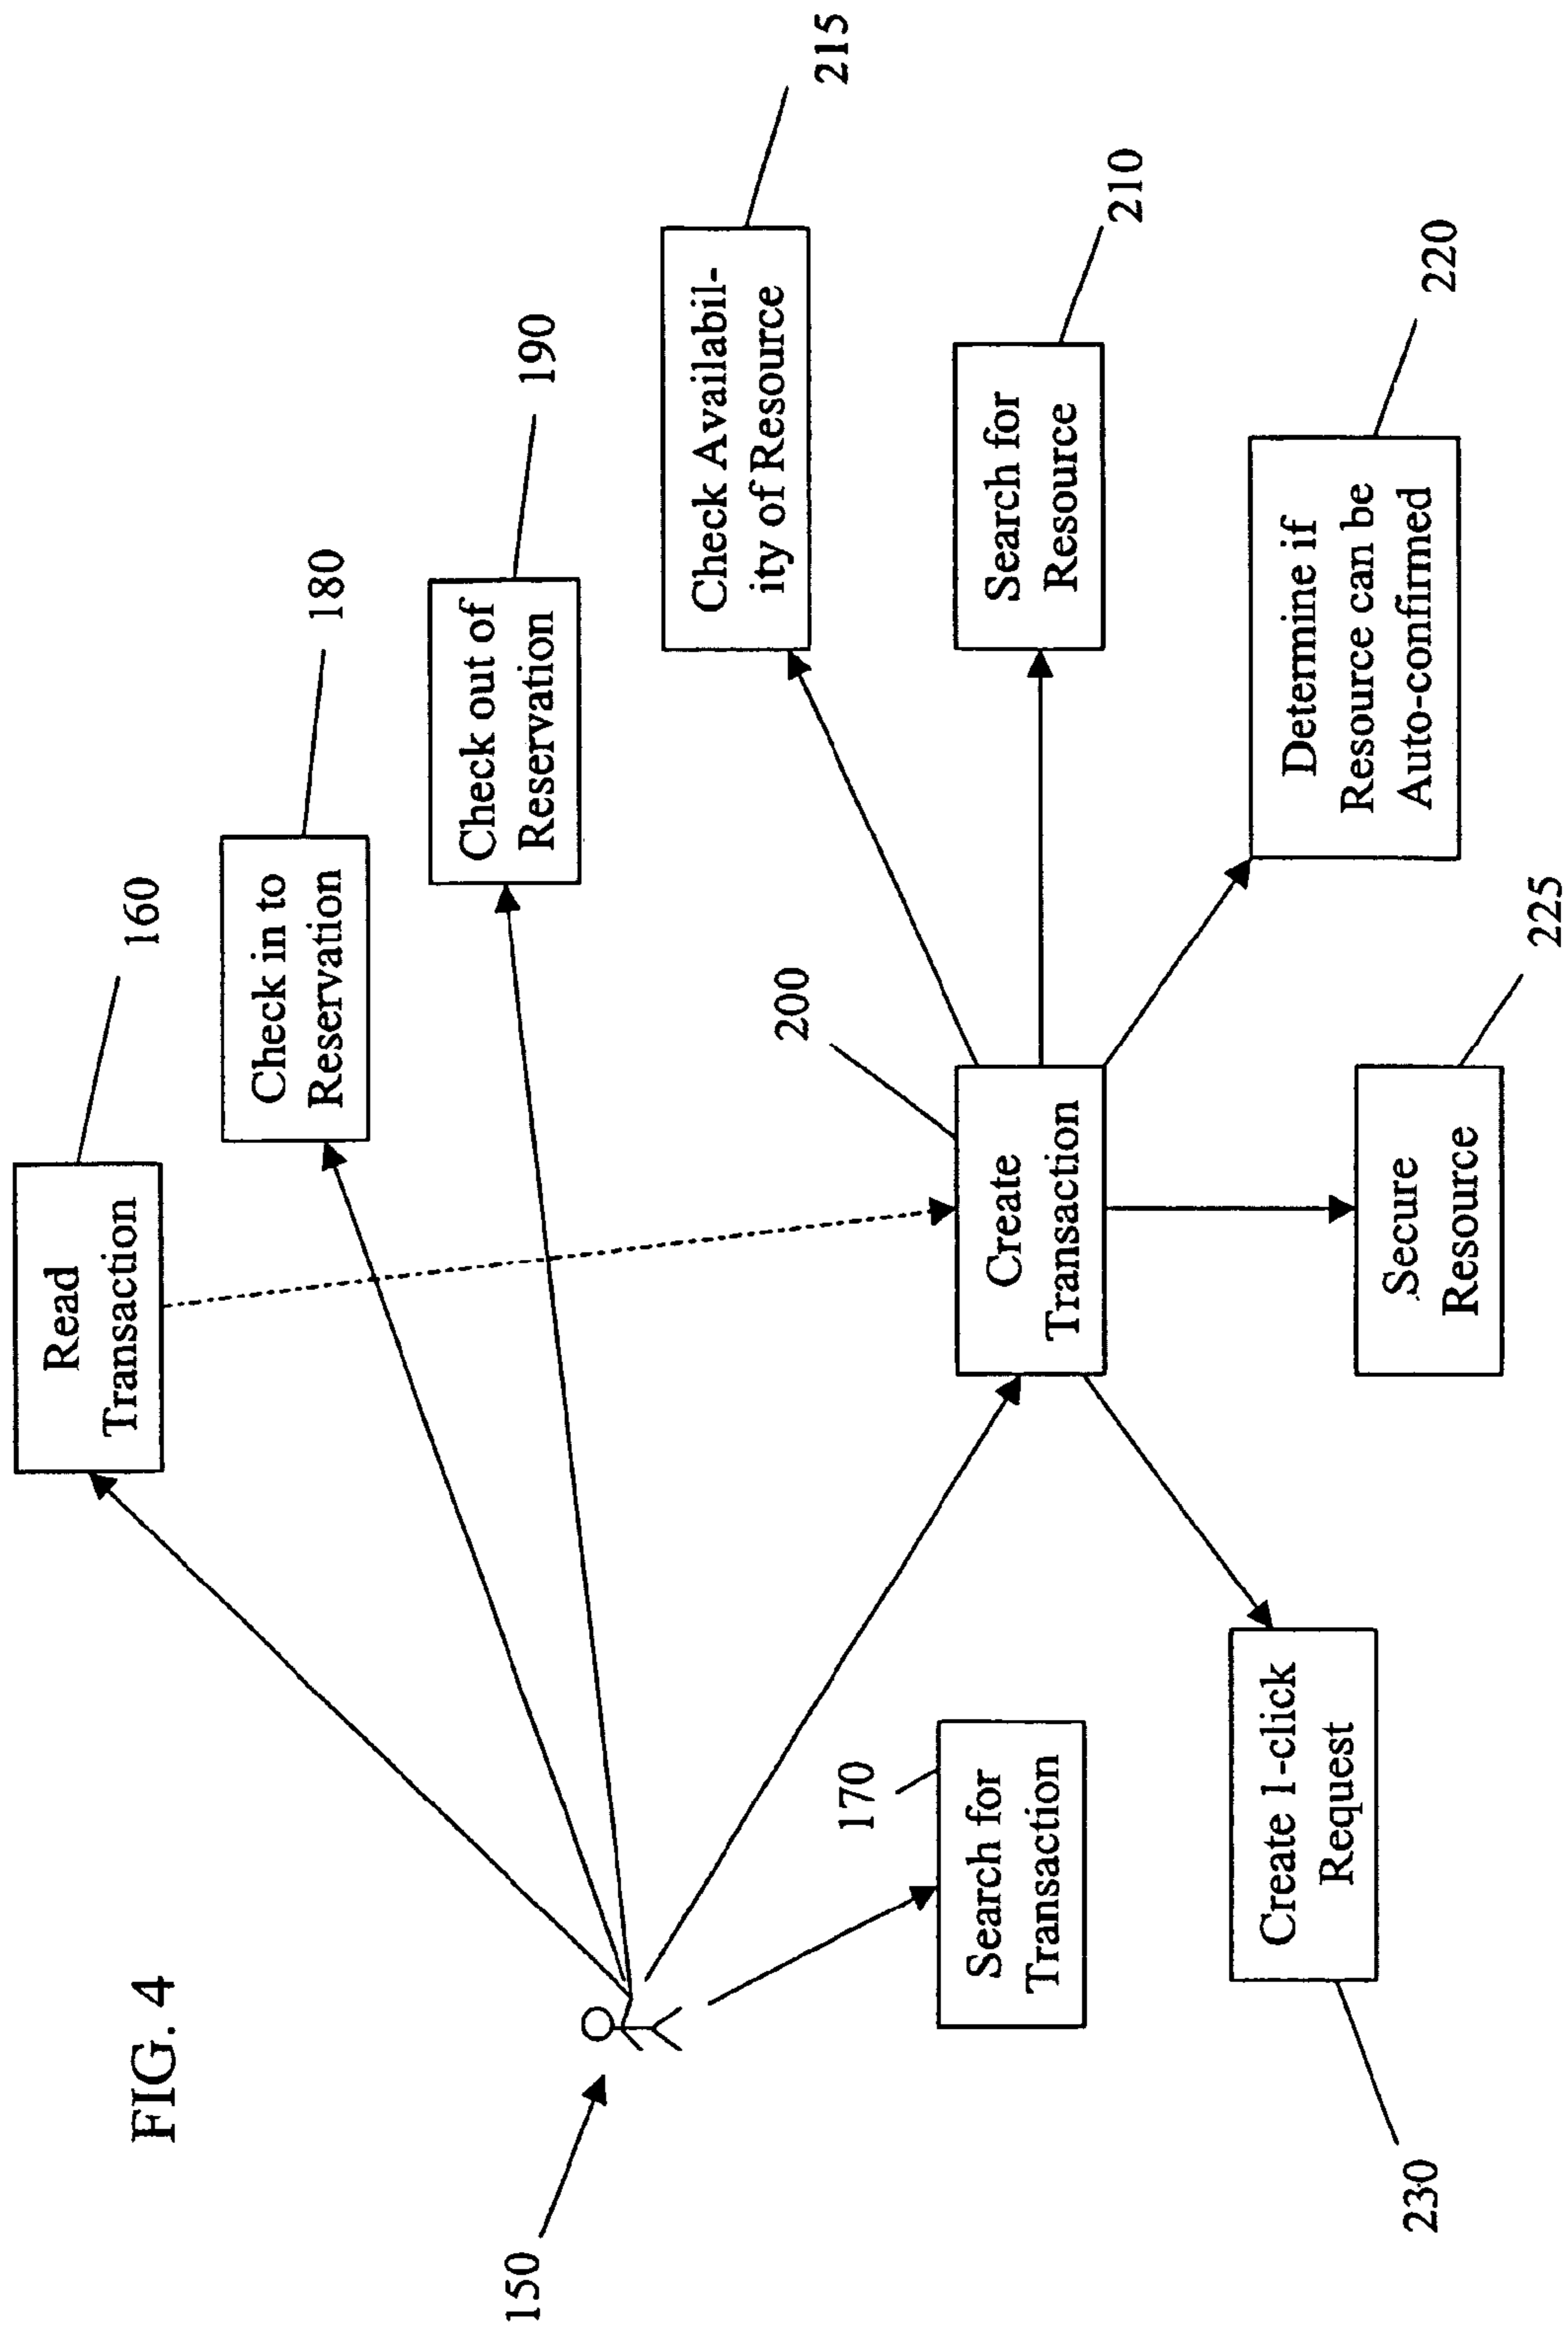 FIG. 4
150
Read
Transaction
160
Check in to
Reservation
180
Check out of
Reservation
190
Check Availabil-
ity of Resource
215
Search for
Resource
210
Determine if
Resource can be
Auto-confirmed
220
Create
Transaction
200
Secure
Resource
225
Search for
Transaction
170
Create 1-click
Request
230